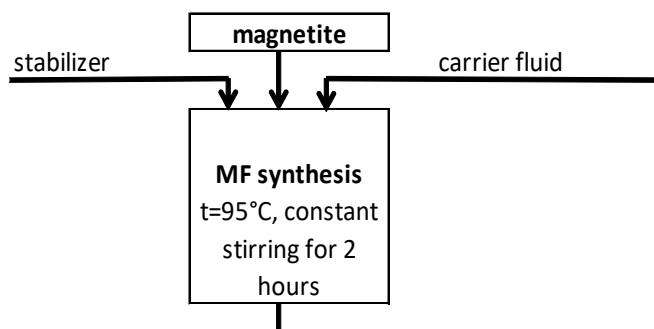 magnetite
stabilizer
carrier fluid
MF synthesis
t=95°C, constant
stirring for 2
hours